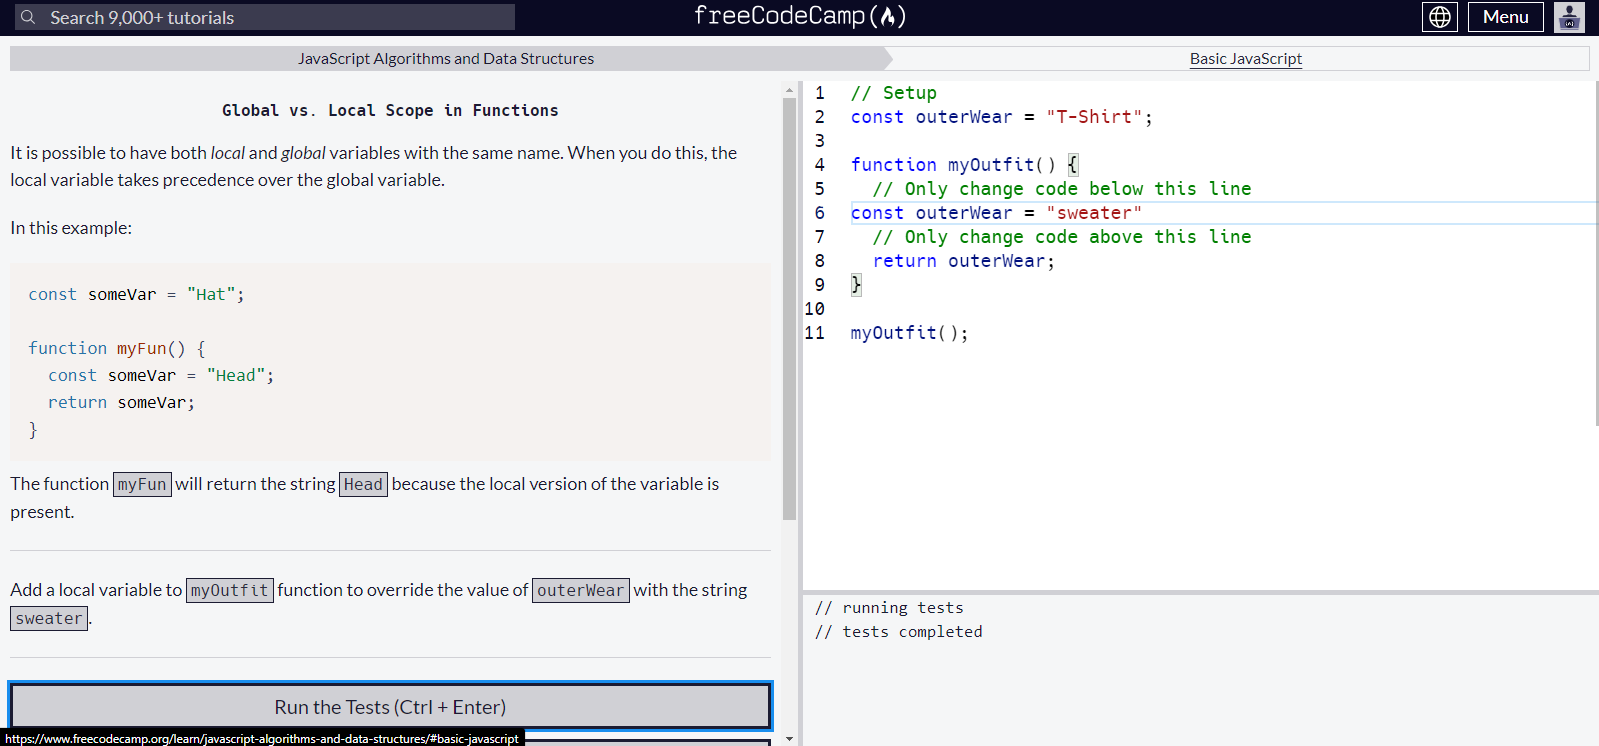 Search 9,000+ tutorials
freeCodeCamp(🔥)
Menu
JavaScript Algorithms and Data Structures
Basic JavaScript
Global vs. Local Scope in Functions
It is possible to have both local and global variables with the same name. When you do this, the
local variable takes precedence over the global variable.
In this example:
const someVar = "Hat";
function myFun() {
  const someVar = "Head";
  return someVar;
}
The function myFun will return the string Head because the local version of the variable is
present.
Add a local variable to myOutfit function to override the value of outerWear with the string
sweater.
Run the Tests (Ctrl + Enter)
https://www.freecodecamp.org/learn/javascript-algorithms-and-data-structures/#basic-javascript
1 // Setup
2 const outerWear = "T-Shirt";
3
4 function myOutfit() {
5   // Only change code below this line
6 const outerWear = "sweater"
7   // Only change code above this line
8   return outerWear;
9 }
10
11 myOutfit();
// running tests
// tests completed